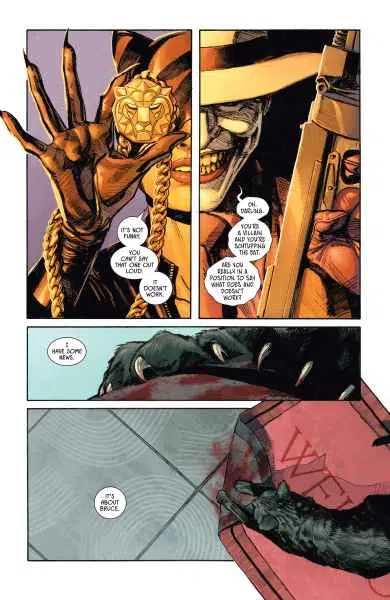 IT'S NOT
FUNNY.
YOU
CAN'T SAY
THAT ONE OUT
LOUD.
IT
DOESN'T
WORK.
OH,
DARLING.
YOU'RE
A VILLAIN
AND YOU'RE
SCHTUPPING
THE BAT.
ARE YOU
REALLY IN A
POSITION TO SAY
WHAT DOES AND
DOESN'T
WORK?
I
HAVE SOME
NEWS.
IT'S
ABOUT
BRUCE.